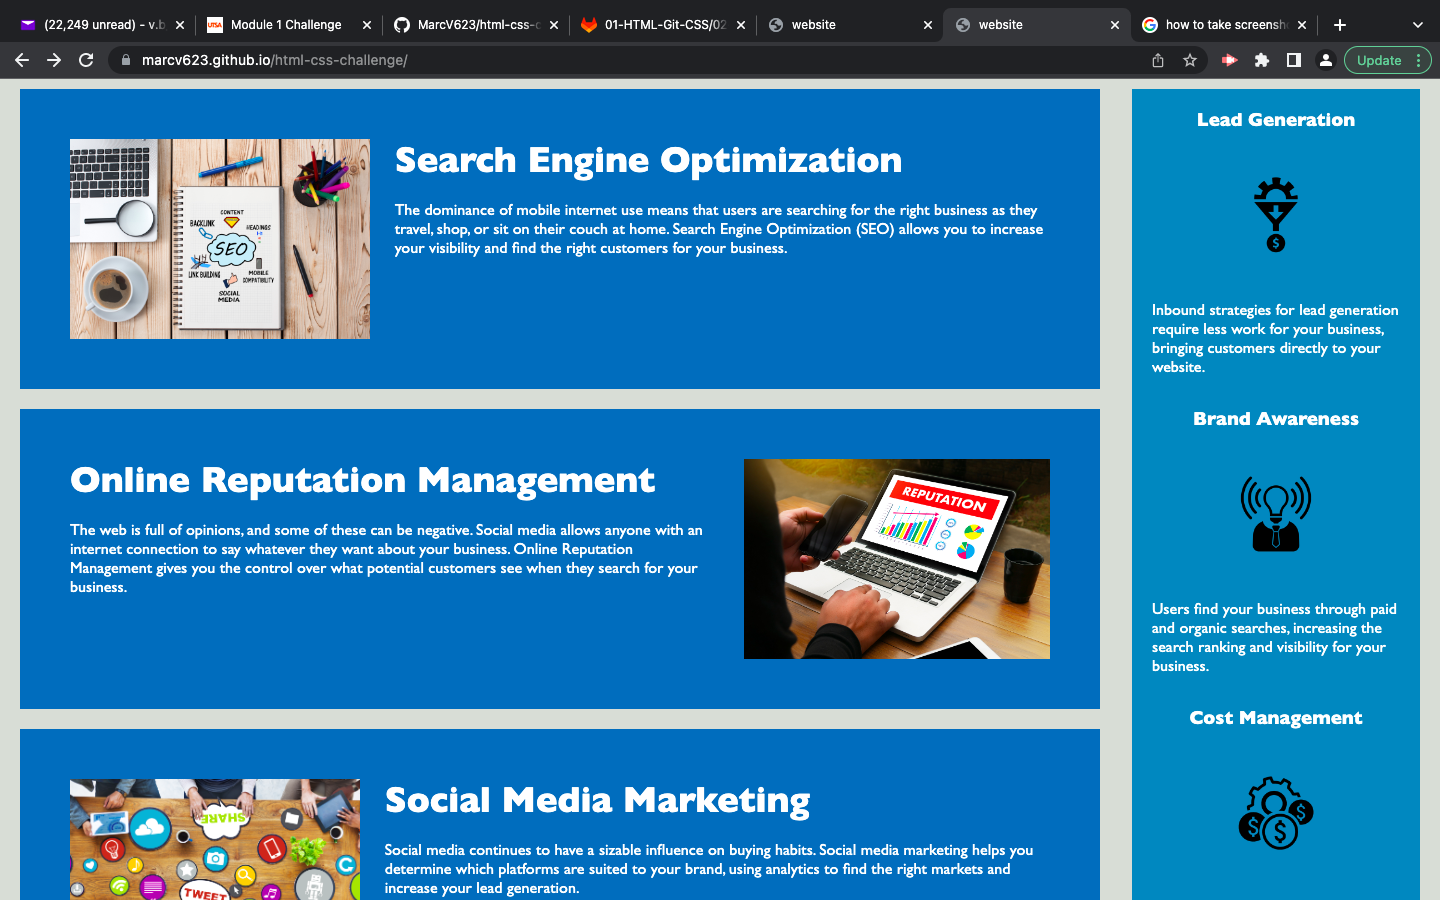 (22,249 unread) - v.b
Module 1 Challenge
MarcV623/html-css-c
01-HTML-Git-CSS/02
website
website
how to take screensh
marcv623.github.io/html-css-challenge/
Update
Search Engine Optimization
The dominance of mobile internet use means that users are searching for the right business as they
travel, shop, or sit on their couch at home. Search Engine Optimization (SEO) allows you to increase
your visibility and find the right customers for your business.
CONTENT
BACKLINK
HEADINGS
SEO
LINK BUILDING
MOBILE
COMPATIBILITY
SOCIAL
MEDIA
Online Reputation Management
The web is full of opinions, and some of these can be negative. Social media allows anyone with an
internet connection to say whatever they want about your business. Online Reputation
Management gives you the control over what potential customers see when they search for your
business.
REPUTATION
Social Media Marketing
Social media continues to have a sizable influence on buying habits. Social media marketing helps you
determine which platforms are suited to your brand, using analytics to find the right markets and
increase your lead generation.
SHARE
TWEET
Lead Generation
Inbound strategies for lead generation
require less work for your business,
bringing customers directly to your
website.
Brand Awareness
Users find your business through paid
and organic searches, increasing the
search ranking and visibility for your
business.
Cost Management